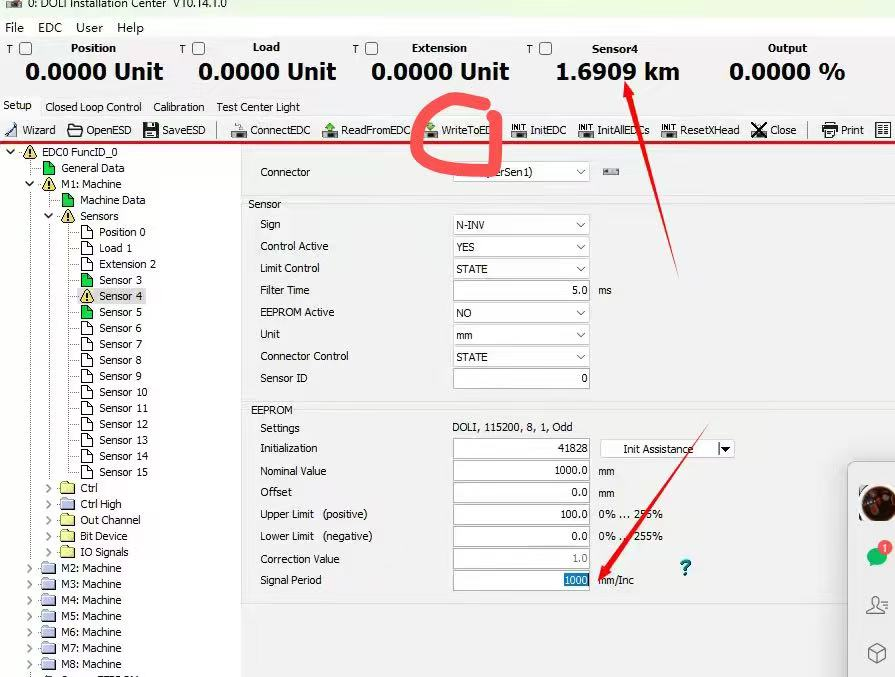 0: DOLI Installation Center V10.14.1.0
File EDC User Help
T Position T Load T Extension T Sensor4 Output
0.0000 Unit 0.0000 Unit 0.0000 Unit 1.6909 km 0.0000 %
Setup Closed Loop Control Calibration Test Center Light
Wizard OpenESD SaveESD ConnectEDC ReadFromEDC WriteToED InitEDC InitAllEDCs ResetXHead Close Print
EDC0 FuncID_0
General Data
M1: Machine
Machine Data
Sensors
Position 0
Load 1
Extension 2
Sensor 3
Sensor 4
Sensor 5
Sensor 6
Sensor 7
Sensor 8
Sensor 9
Sensor 10
Sensor 11
Sensor 12
Sensor 13
Sensor 14
Sensor 15
Ctrl
Ctrl High
Out Channel
Bit Device
IO Signals
M2: Machine
M3: Machine
M4: Machine
M5: Machine
M6: Machine
M7: Machine
M8: Machine
Connector erSen1)
Sensor
Sign N-INV
Control Active YES
Limit Control STATE
Filter Time 5.0 ms
EEPROM Active NO
Unit mm
Connector Control STATE
Sensor ID 0
EEPROM
Settings DOLI, 115200, 8, 1, Odd
Initialization 41828 Init Assistance
Nominal Value 1000.0 mm
Offset 0.0 mm
Upper Limit (positive) 100.0 0% ... 255%
Lower Limit (negative) 0.0 0% ... 255%
Correction Value 1.0
Signal Period 1000 mm/Inc
?
1